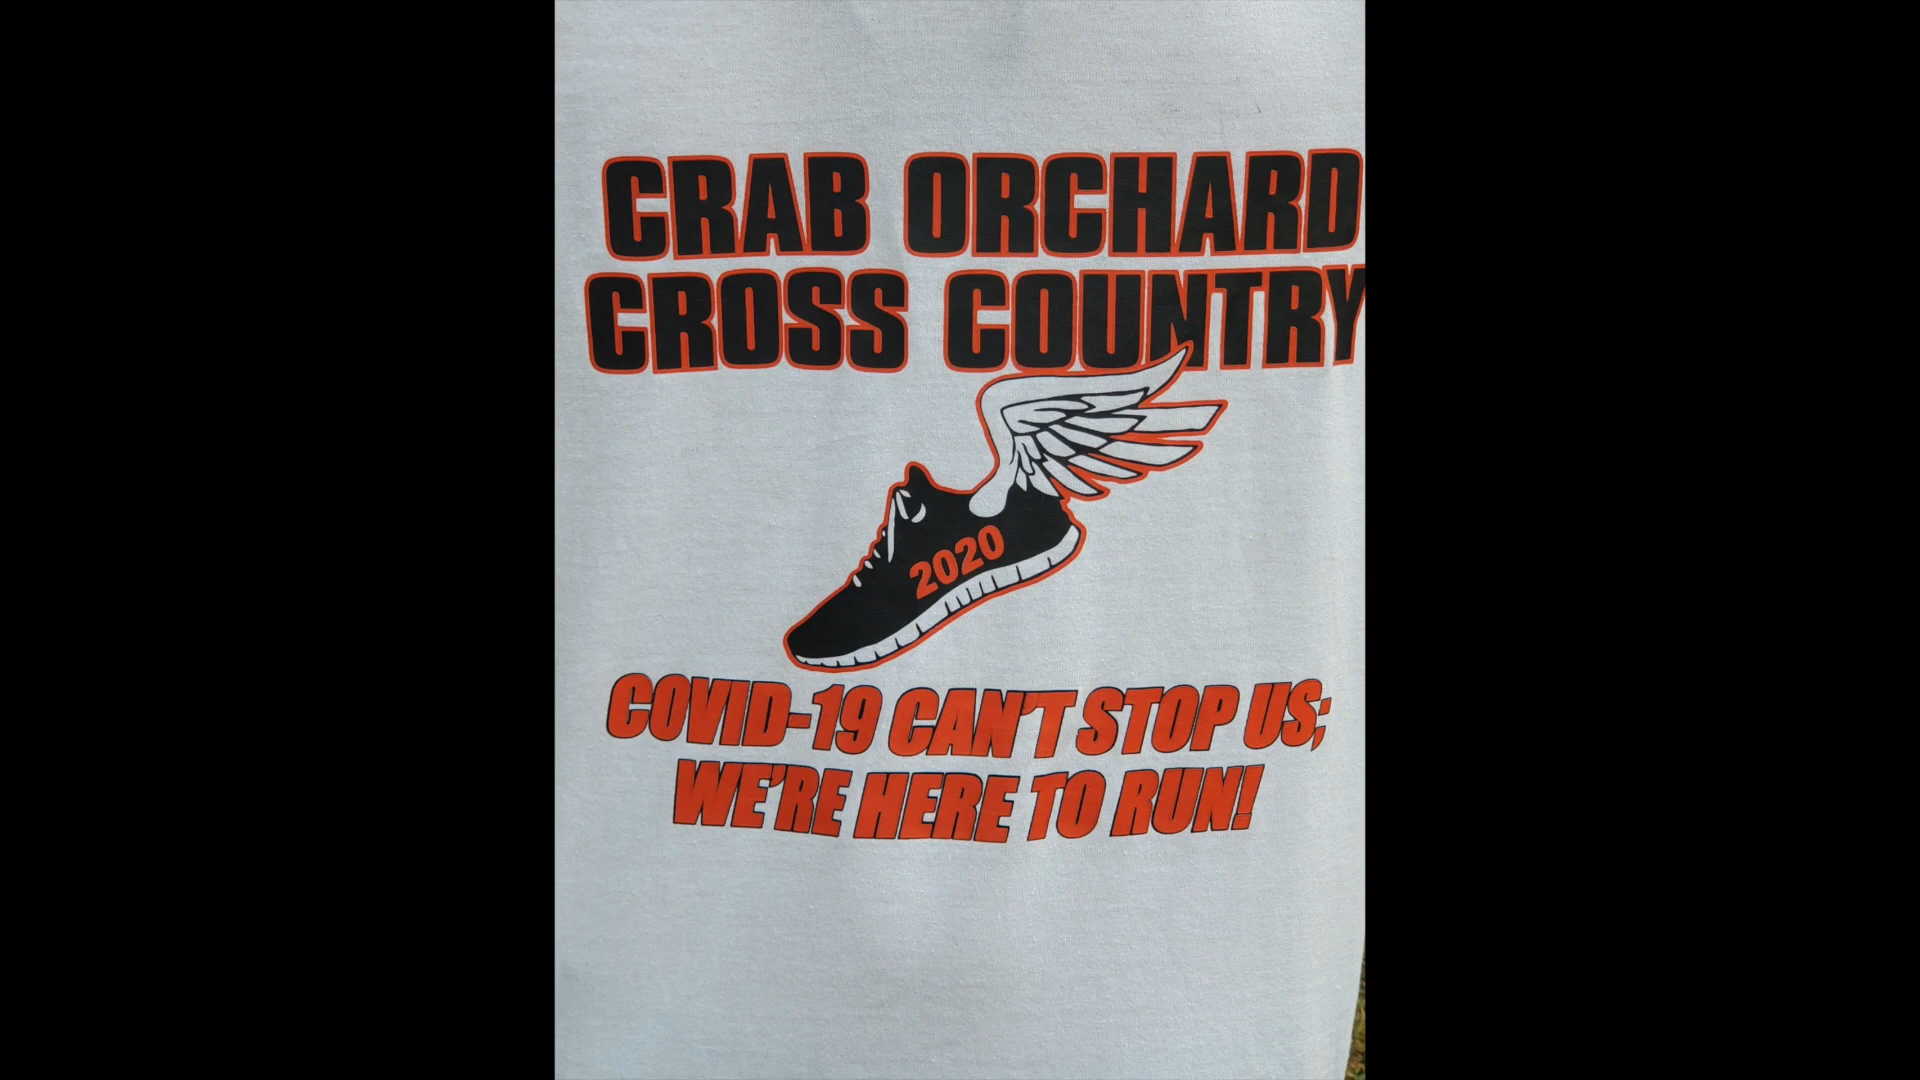 CRAB ORCHARD
CROSS COUNTRY
2020
COVID-19 CAN'T STOP US;
WE'RE HERE TO RUN!